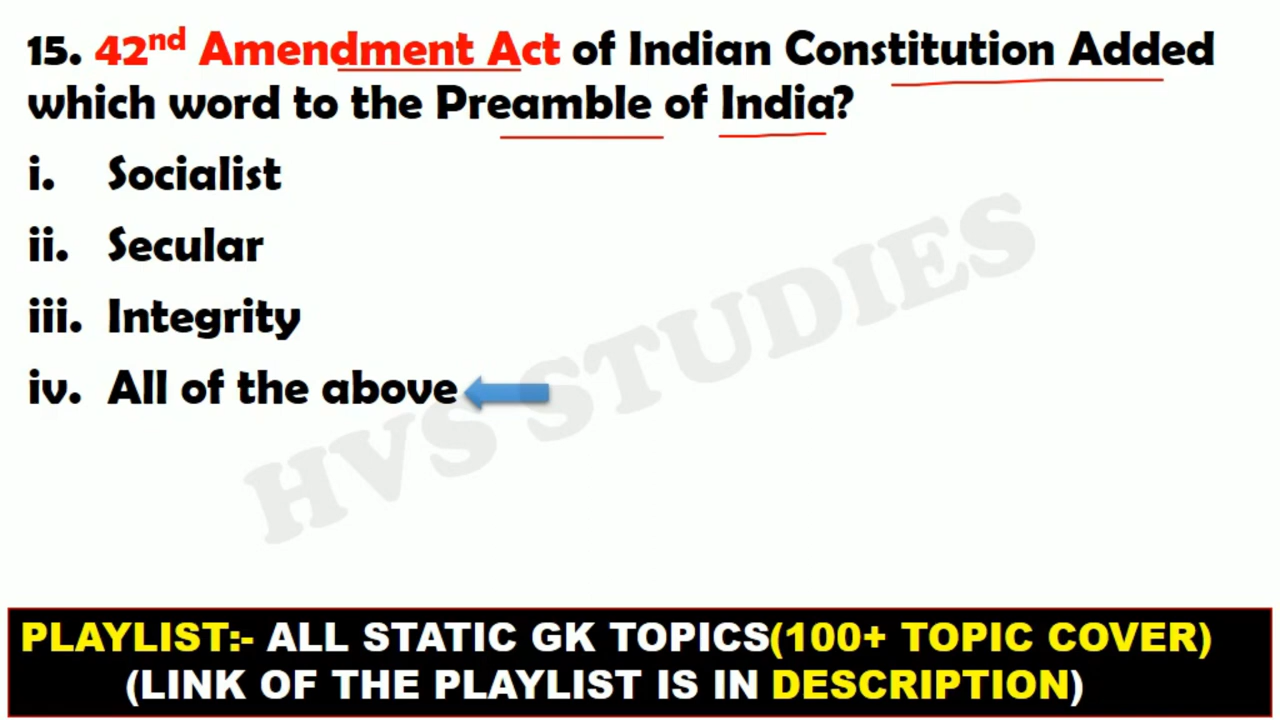 15. 42nd Amendment Act of Indian Constitution Added
which word to the Preamble of India?
i. Socialist
ii. Secular
iii. Integrity
iv. All of the above
HVS STUDIES
PLAYLIST:- ALL STATIC GK TOPICS(100+ TOPIC COVER)
(LINK OF THE PLAYLIST IS IN DESCRIPTION)